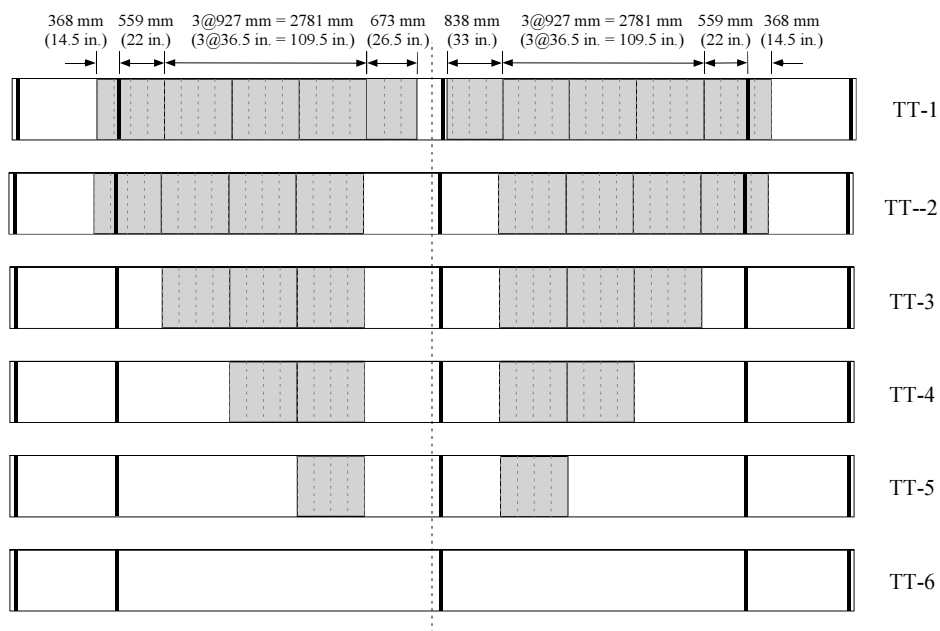 368 mm
(14.5 in.)
559 mm
(22 in.)
3@927 mm = 2781 mm
(3@36.5 in. = 109.5 in.)
673 mm
(26.5 in.)
838 mm
(33 in.)
3@927 mm = 2781 mm
(3@36.5 in. = 109.5 in.)
559 mm
(22 in.)
368 mm
(14.5 in.)
TT-1
TT--2
TT-3
TT-4
TT-5
TT-6